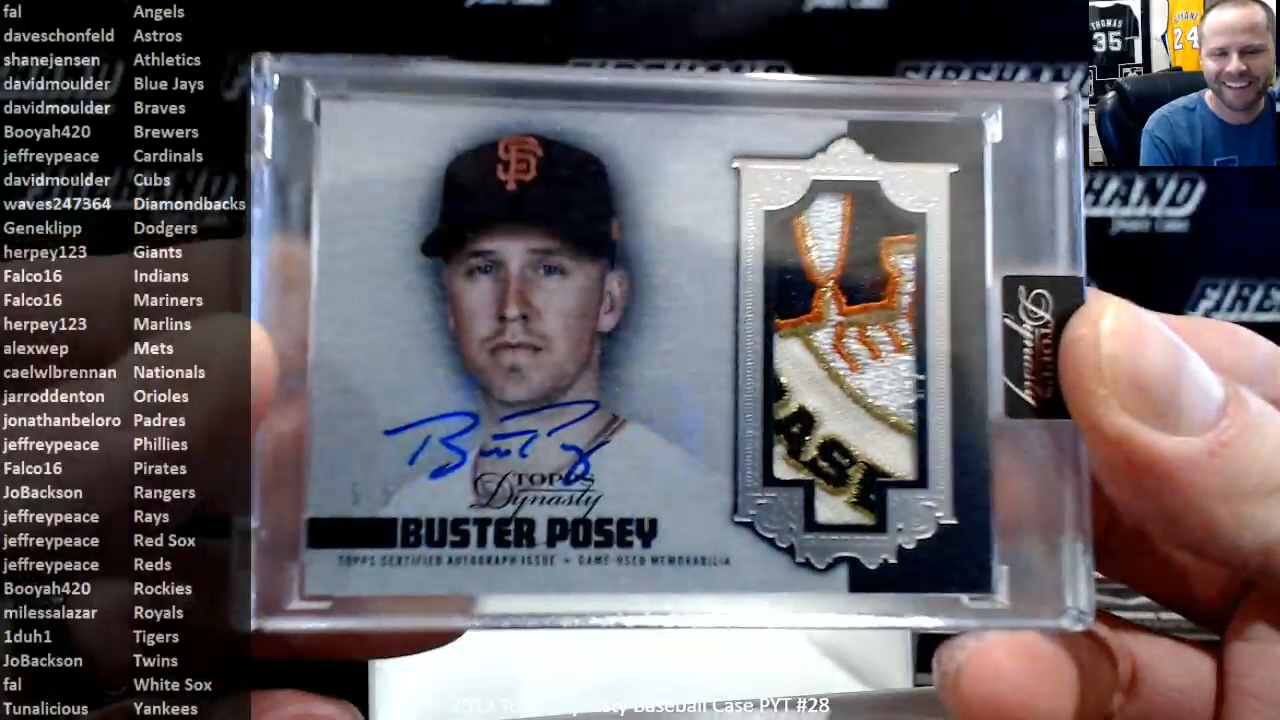 fal Angels
daveschonfeld Astros
shanejensen Athletics
davidmoulder Blue Jays
davidmoulder Braves
Booyah420 Brewers
jeffreypeace Cardinals
davidmoulder Cubs
waves247364 Diamondbacks
Geneklipp Dodgers
herpey123 Giants
Falco16 Indians
Falco16 Mariners
herpey123 Marlins
alexwep Mets
caelwlbrennan Nationals
jarroddenton Orioles
jonathanbeloro Padres
jeffreypeace Phillies
Falco16 Pirates
JoBackson Rangers
jeffreypeace Rays
jeffreypeace Red Sox
jeffreypeace Reds
Booyah420 Rockies
milessalazar Royals
1duh1 Tigers
JoBackson Twins
fal White Sox
Tunalicious Yankees
SF
TOPPS
Dynasty
BUSTER POSEY
TOPPS CERTIFIED AUTOGRAPH ISSUE • GAME-USED MEMORABILIA
TOPPS
Dynasty
THOMAS
35
24
Baseball Case PYT #28